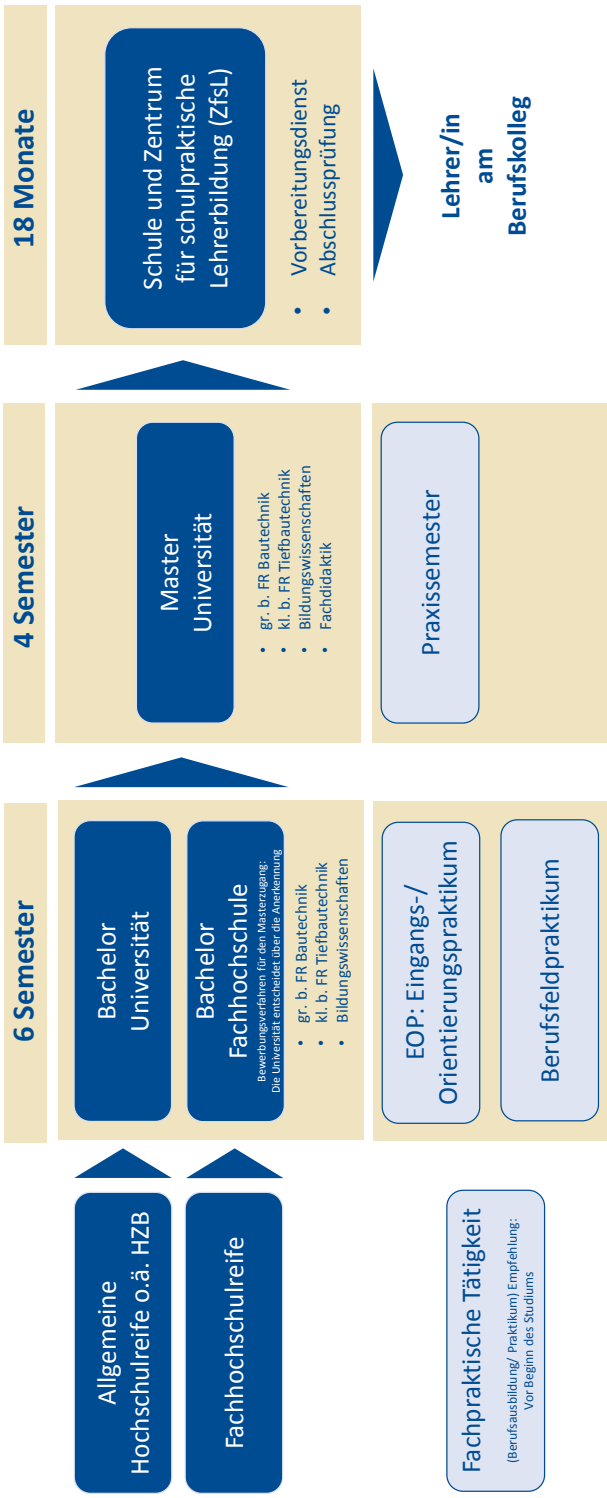 Allgemeine
Hochschulreife o.ä. HZB
Fachhochschulreife
Fachpraktische Tätigkeit
(Berufsausbildung/ Praktikum) Empfehlung:
Vor Beginn des Studiums
6 Semester
Bachelor
Universität
Bachelor
Fachhochschule
Bewerbungsverfahren für den Masterzugang:
Die Universität entscheidet über die Anerkennung
• gr. b. FR Bautechnik
• kl. b. FR Tiefbautechnik
• Bildungswissenschaften
EOP: Eingangs-/
Orientierungspraktikum
Berufsfeldpraktikum
4 Semester
Master
Universität
• gr. b. FR Bautechnik
• kl. b. FR Tiefbautechnik
• Bildungswissenschaften
• Fachdidaktik
Praxissemester
18 Monate
Schule und Zentrum
für schulpraktische
Lehrerbildung (ZfsL)
• Vorbereitungsdienst
• Abschlussprüfung
Lehrer/in
am
Berufskolleg